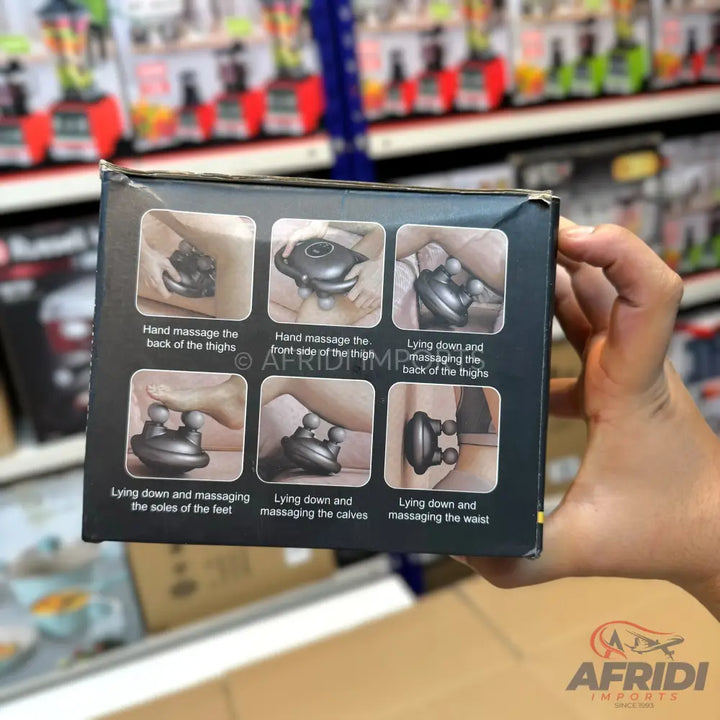 Hand massage the
back of the thighs
Hand massage the.
front side of the thigh
Lying down and
massaging the
back of the thighs
© AFRIDI IMPORTS
Lying down and massaging
the soles of the feet
Lying down and
massaging the calves
Lying down and
massaging the waist
AFRIDI
IMPORTS
SINCE 1993